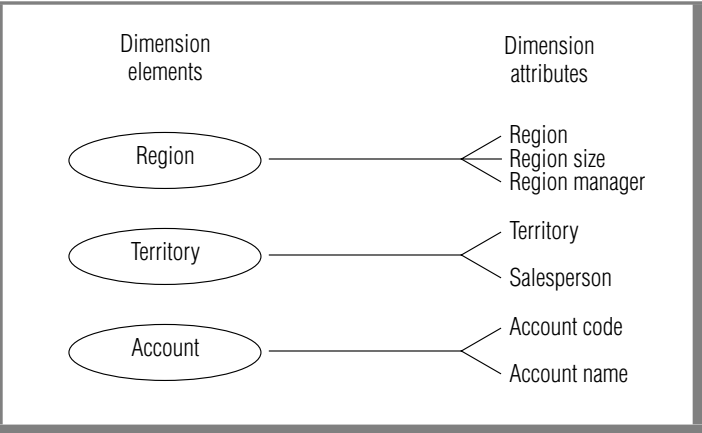 Dimension
elements
Dimension
attributes
Region
Region
Region size
Region manager
Territory
Territory
Salesperson
Account
Account code
Account name